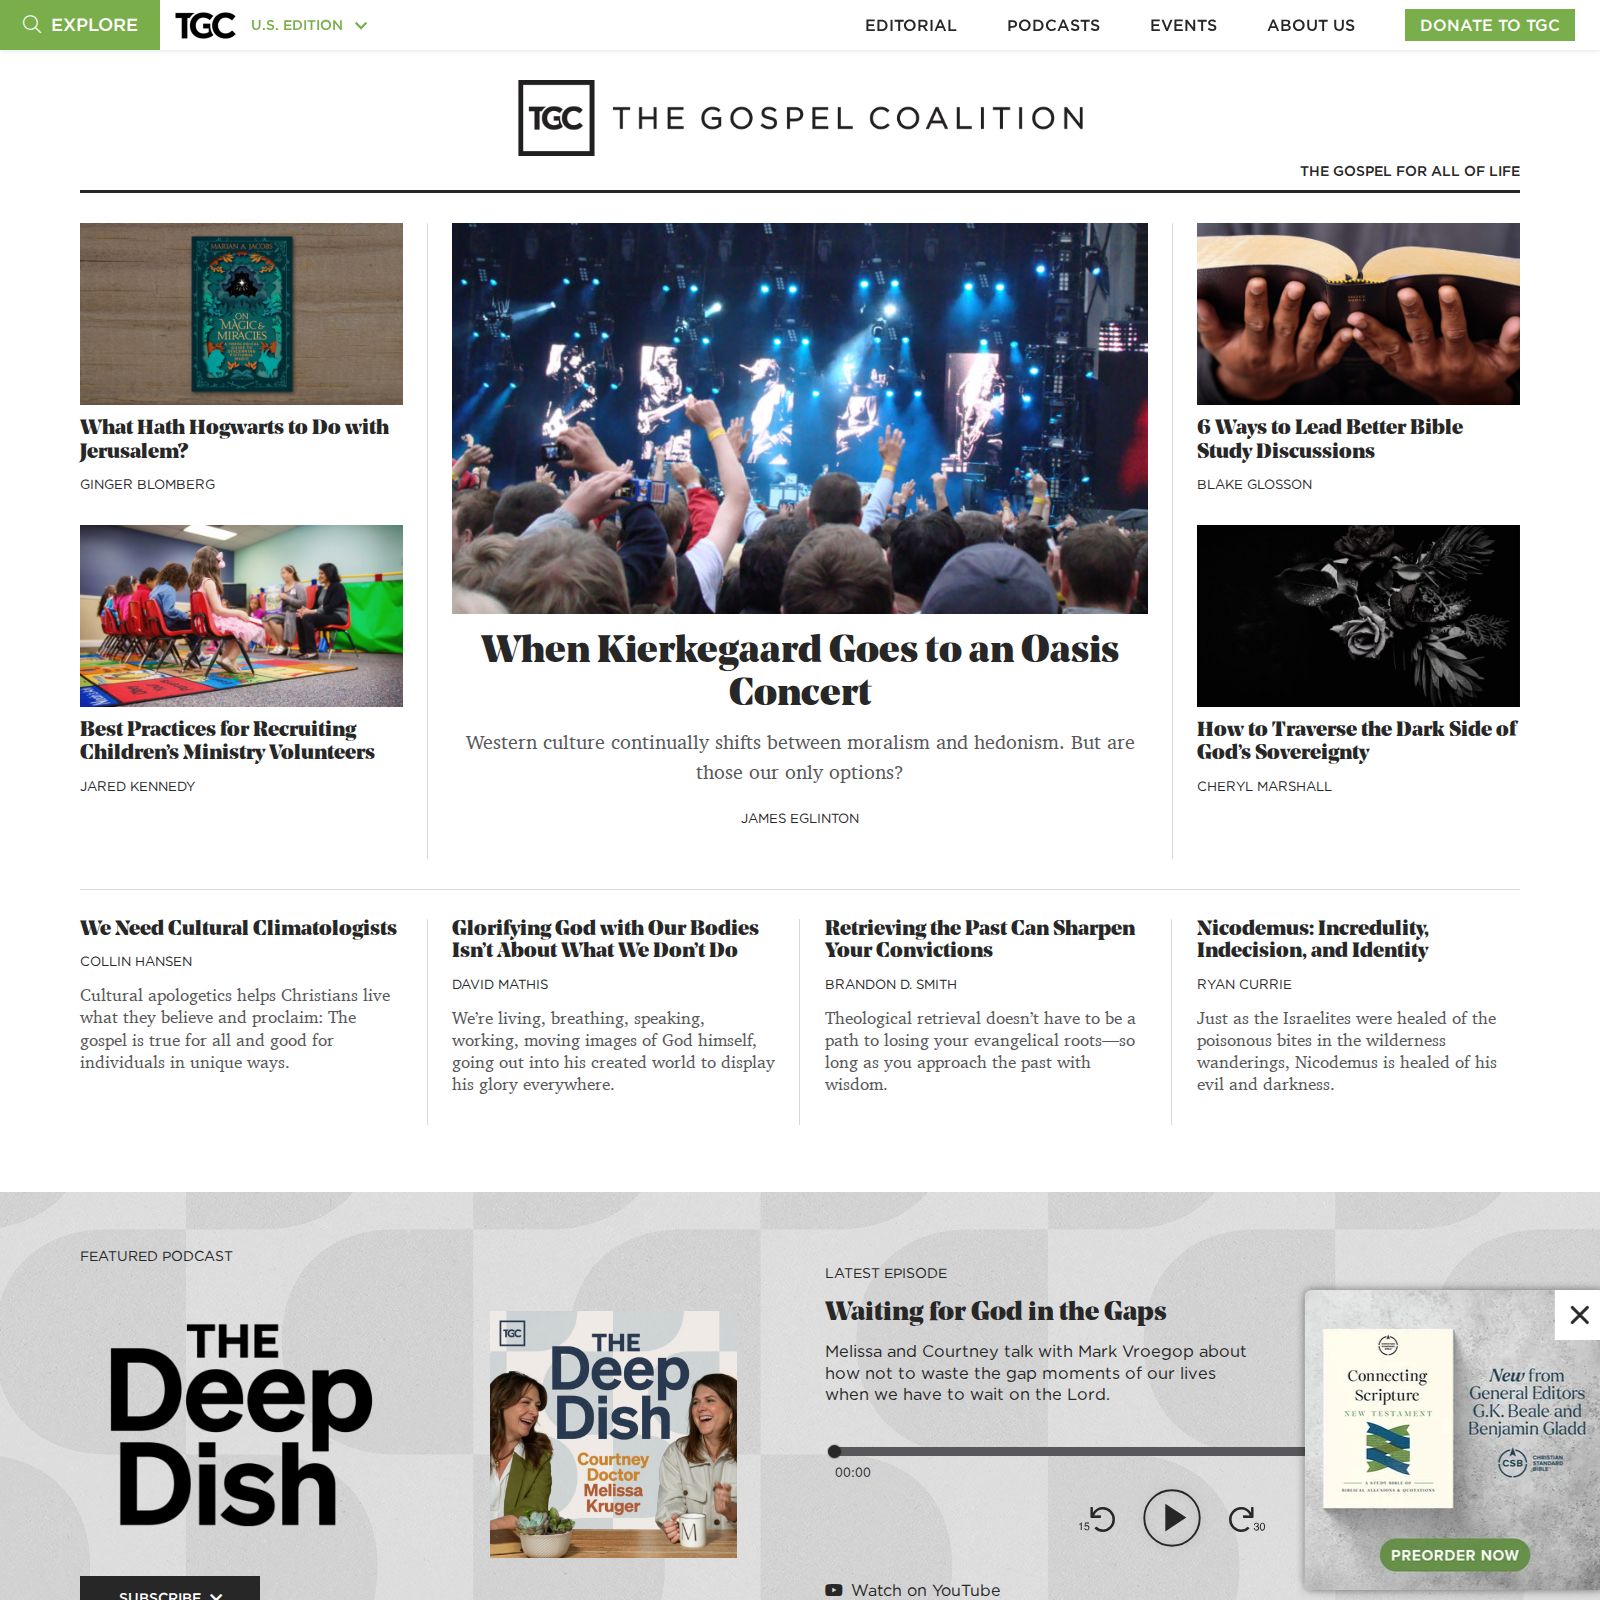 EXPLORE
TGC
U.S. EDITION
EDITORIAL
PODCASTS
EVENTS
ABOUT US
DONATE TO TGC
TGC THE GOSPEL COALITION
THE GOSPEL FOR ALL OF LIFE
MARIAN A. JACOBS
ON
MAGIC &
MIRACLES
What Hath Hogwarts to Do with
Jerusalem?
GINGER BLOMBERG
Best Practices for Recruiting
Children’s Ministry Volunteers
JARED KENNEDY
When Kierkegaard Goes to an Oasis
Concert
Western culture continually shifts between moralism and hedonism. But are
those our only options?
JAMES EGLINTON
6 Ways to Lead Better Bible
Study Discussions
BLAKE GLOSSON
How to Traverse the Dark Side of
God’s Sovereignty
CHERYL MARSHALL
We Need Cultural Climatologists
COLLIN HANSEN
Cultural apologetics helps Christians live
what they believe and proclaim: The
gospel is true for all and good for
individuals in unique ways.
Glorifying God with Our Bodies
Isn’t About What We Don’t Do
DAVID MATHIS
We’re living, breathing, speaking,
working, moving images of God himself,
going out into his created world to display
his glory everywhere.
Retrieving the Past Can Sharpen
Your Convictions
BRANDON D. SMITH
Theological retrieval doesn’t have to be a
path to losing your evangelical roots—so
long as you approach the past with
wisdom.
Nicodemus: Incredulity,
Indecision, and Identity
RYAN CURRIE
Just as the Israelites were healed of the
poisonous bites in the wilderness
wanderings, Nicodemus is healed of his
evil and darkness.
FEATURED PODCAST
THE
Deep
Dish
SUBSCRIBE
TGC
THE
Deep
Dish
Courtney
Doctor
Melissa
Kruger
M
LATEST EPISODE
Waiting for God in the Gaps
Melissa and Courtney talk with Mark Vroegop about
how not to waste the gap moments of our lives
when we have to wait on the Lord.
00:00
15
30
Watch on YouTube
Connecting
Scripture
NEW TESTAMENT
A STUDY BIBLE OF
BIBLICAL ALLUSIONS & QUOTATIONS
New from
General Editors
G.K. Beale and
Benjamin Gladd
CSB
CHRISTIAN
STANDARD
BIBLE
PREORDER NOW